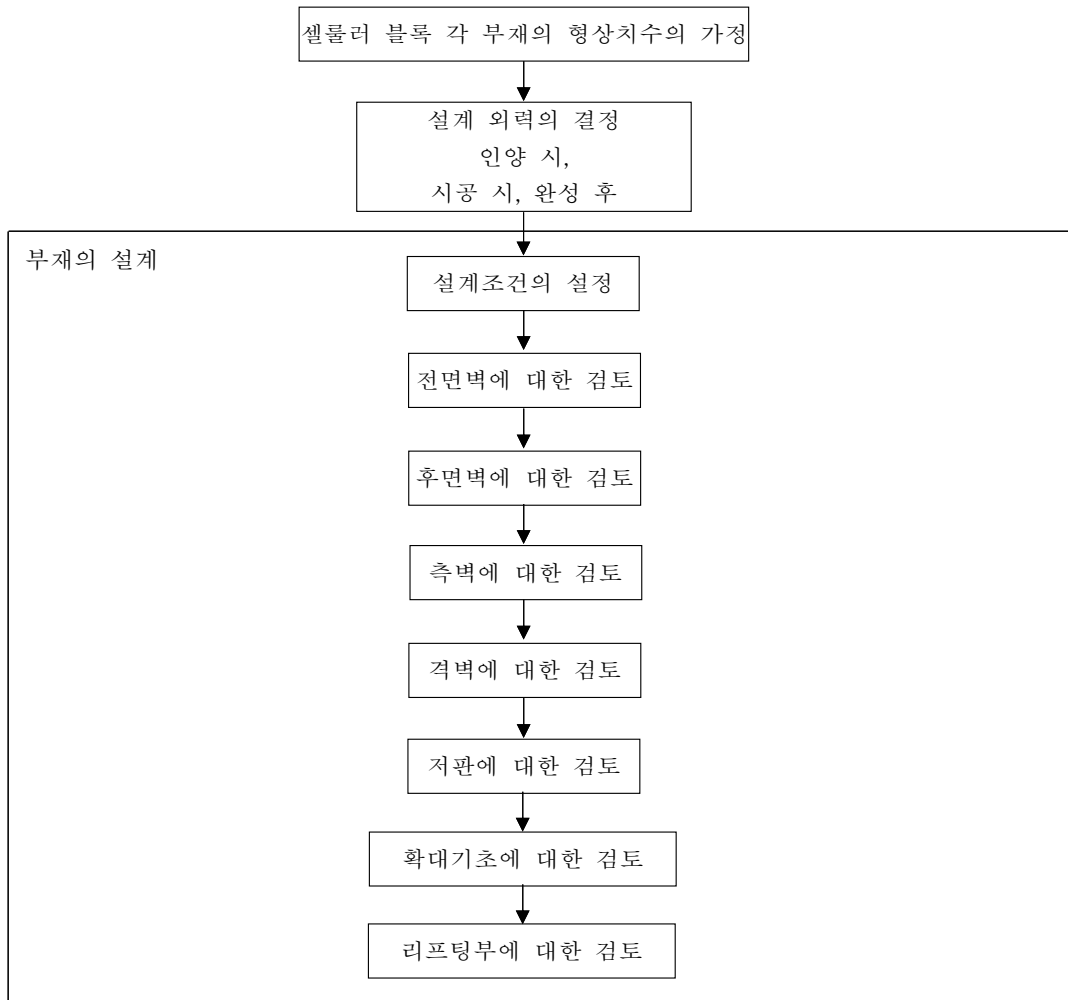 셀룰러 블록 각 부재의 형상치수의 가정
설계 외력의 결정
인양 시,
시공 시, 완성 후
부재의 설계
설계조건의 설정
전면벽에 대한 검토
후면벽에 대한 검토
측벽에 대한 검토
격벽에 대한 검토
저판에 대한 검토
확대기초에 대한 검토
리프팅부에 대한 검토